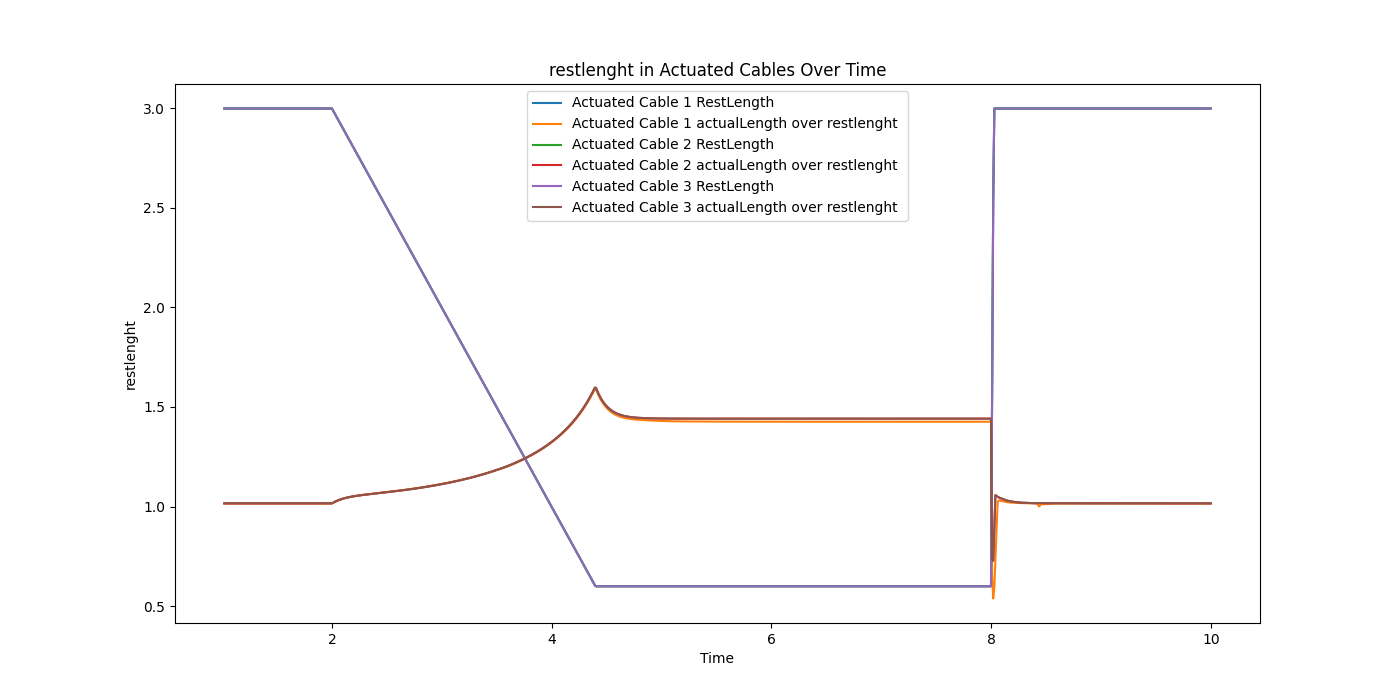 restlenght in Actuated Cables Over Time
Actuated Cable 1 RestLength
Actuated Cable 1 actualLength over restlenght
Actuated Cable 2 RestLength
Actuated Cable 2 actualLength over restlenght
Actuated Cable 3 RestLength
Actuated Cable 3 actualLength over restlenght
restlenght
3.0
2.5
2.0
1.5
1.0
0.5
2
4
6
8
10
Time